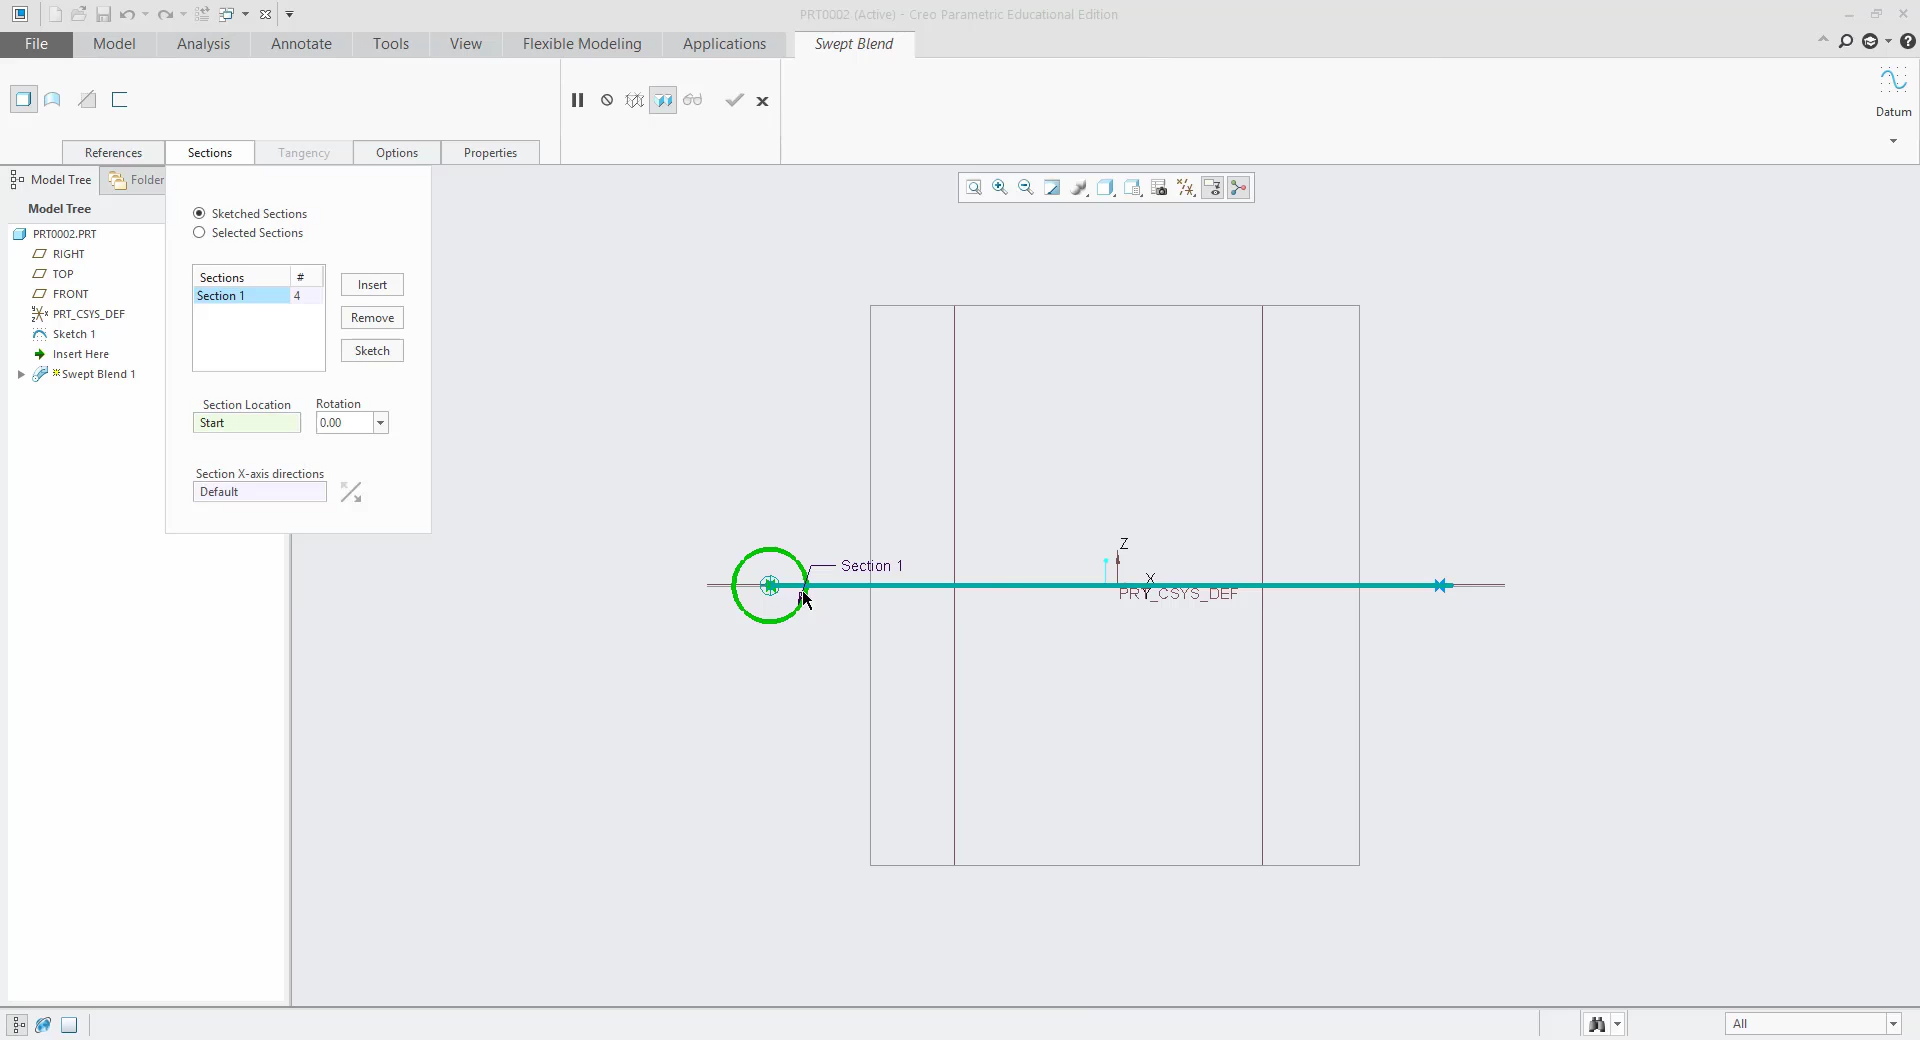 PRT0002 (Active) - Creo Parametric Educational Edition
File Model Analysis Annotate Tools View Flexible Modeling Applications Swept Blend
Datum
References Sections Tangency Options Properties
Model Tree Folder
Model Tree
PRT0002.PRT
RIGHT
TOP
FRONT
PRT_CSYS_DEF
Sketch 1
Insert Here
Swept Blend 1
Sketched Sections
Selected Sections
Sections #
Section 1 4
Insert
Remove
Sketch
Section Location Rotation
Start 0.00
Section X-axis directions
Default
Z
Section 1
X
PRY_CSYS_DEF
All